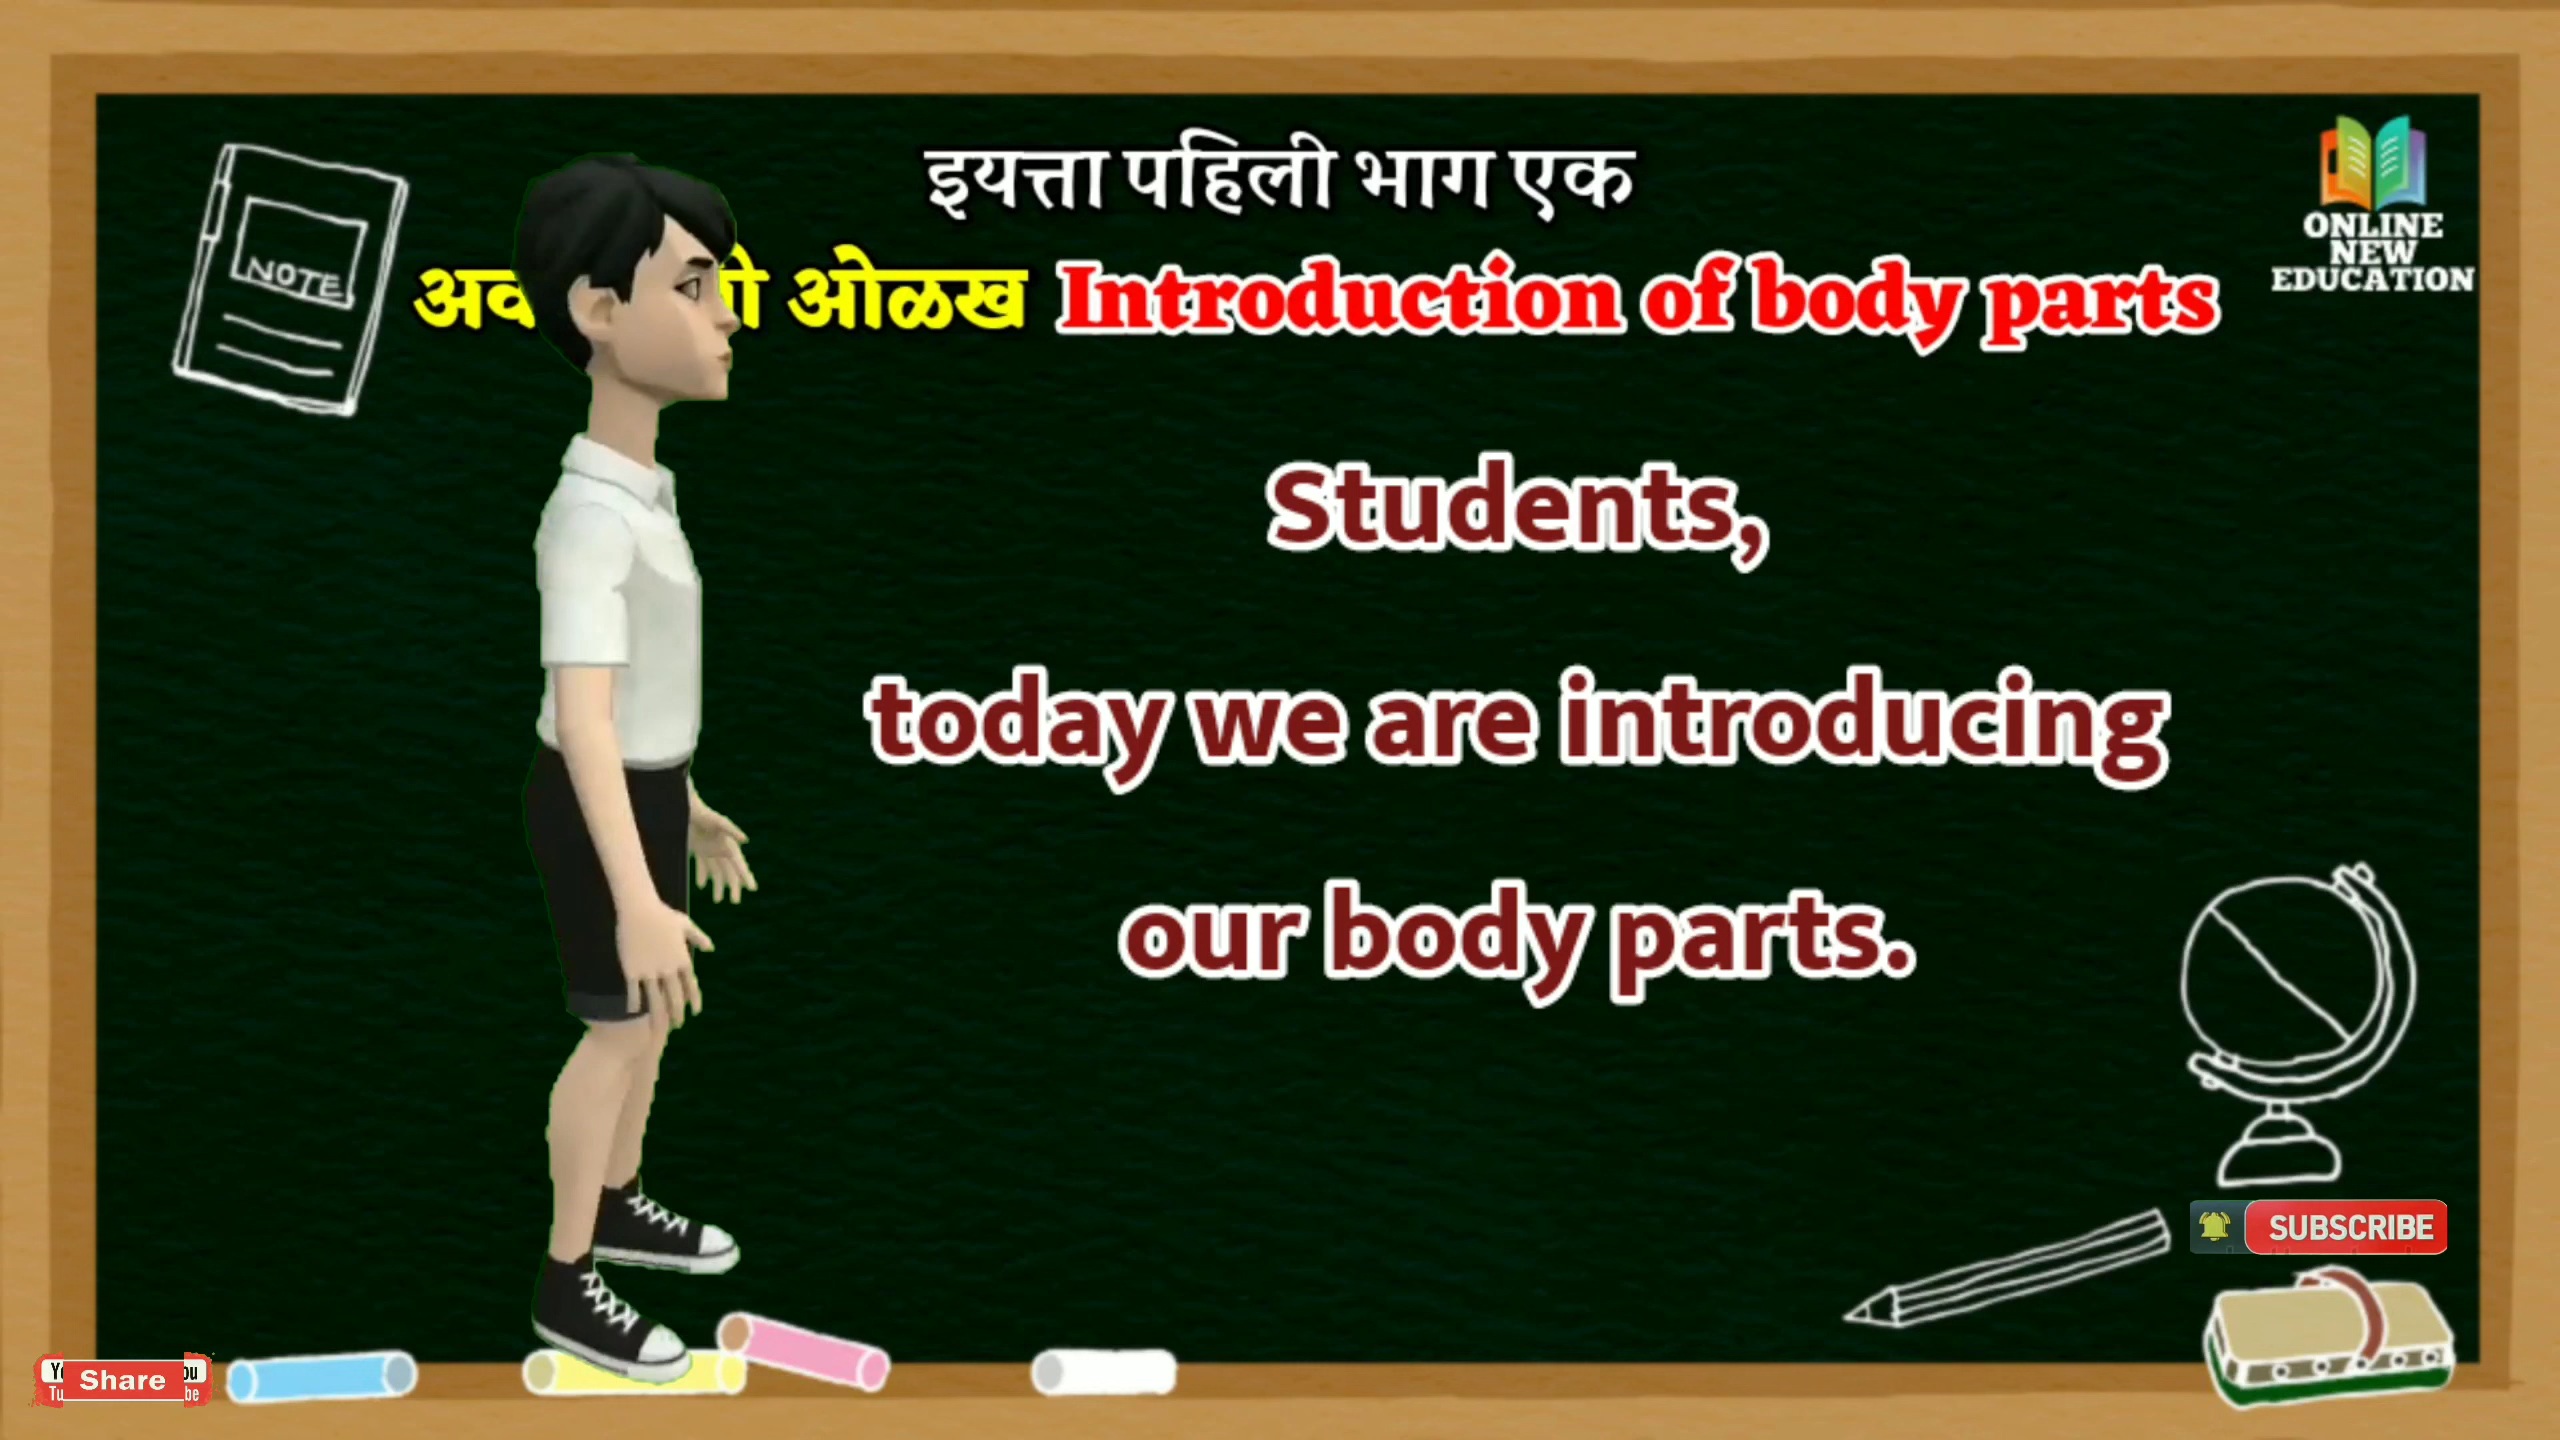 इयत्ता पहिली भाग एक
ओळख Introduction of body parts
NOTE
ONLINE
NEW
EDUCATION
Students,
today we are introducing
our body parts.
SUBSCRIBE
Share